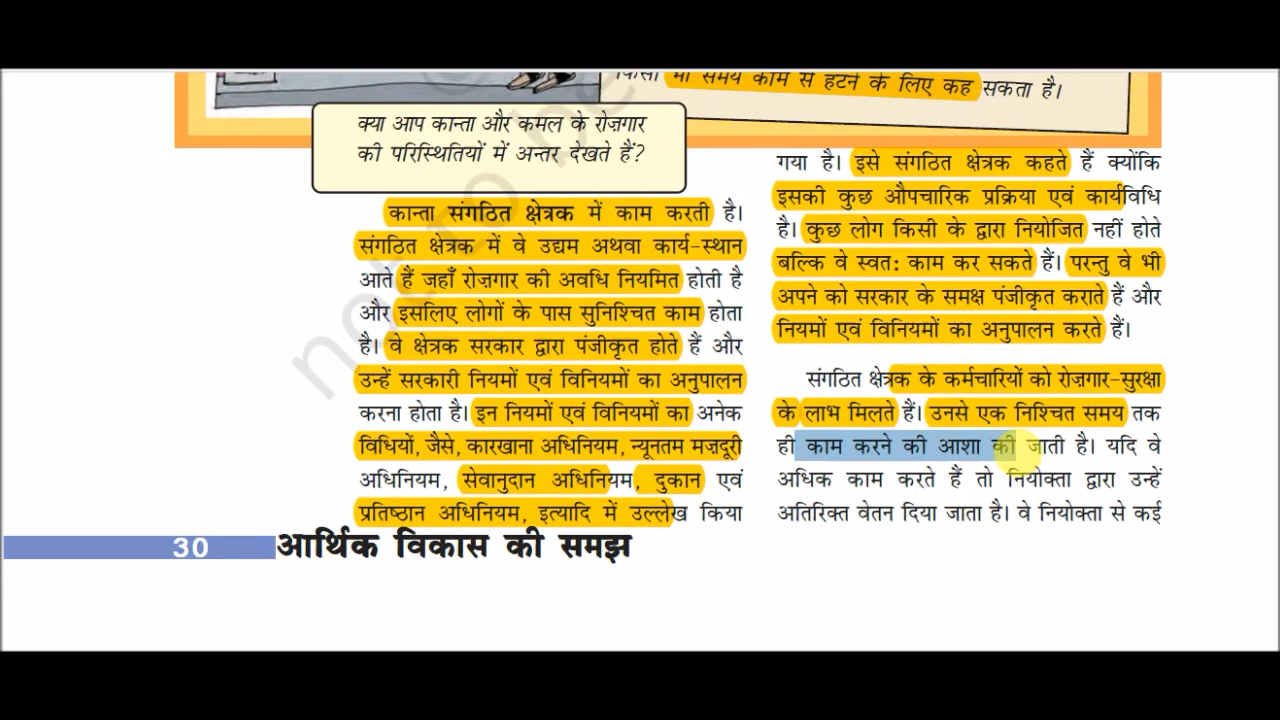 किसी भी समय काम से हटने के लिए कह सकता है।
क्या आप कान्ता और कमल के रोज़गार
की परिस्थितियों में अन्तर देखते हैं?
कान्ता संगठित क्षेत्रक में काम करती है।
संगठित क्षेत्रक में वे उद्यम अथवा कार्य-स्थान
आते हैं जहाँ रोज़गार की अवधि नियमित होती है
और इसलिए लोगों के पास सुनिश्चित काम होता
है। वे क्षेत्रक सरकार द्वारा पंजीकृत होते हैं और
उन्हें सरकारी नियमों एवं विनियमों का अनुपालन
करना होता है। इन नियमों एवं विनियमों का अनेक
विधियों, जैसे, कारखाना अधिनियम, न्यूनतम मज़दूरी
अधिनियम, सेवानुदान अधिनियम, दुकान एवं
प्रतिष्ठान अधिनियम, इत्यादि में उल्लेख किया
गया है। इसे संगठित क्षेत्रक कहते हैं क्योंकि
इसकी कुछ औपचारिक प्रक्रिया एवं कार्यविधि
है। कुछ लोग किसी के द्वारा नियोजित नहीं होते
बल्कि वे स्वत: काम कर सकते हैं। परन्तु वे भी
अपने को सरकार के समक्ष पंजीकृत कराते हैं और
नियमों एवं विनियमों का अनुपालन करते हैं।
संगठित क्षेत्रक के कर्मचारियों को रोज़गार-सुरक्षा
के लाभ मिलते हैं। उनसे एक निश्चित समय तक
ही काम करने की आशा की जाती है। यदि वे
अधिक काम करते हैं तो नियोक्ता द्वारा उन्हें
अतिरिक्त वेतन दिया जाता है। वे नियोक्ता से कई
30 आर्थिक विकास की समझ
not to be